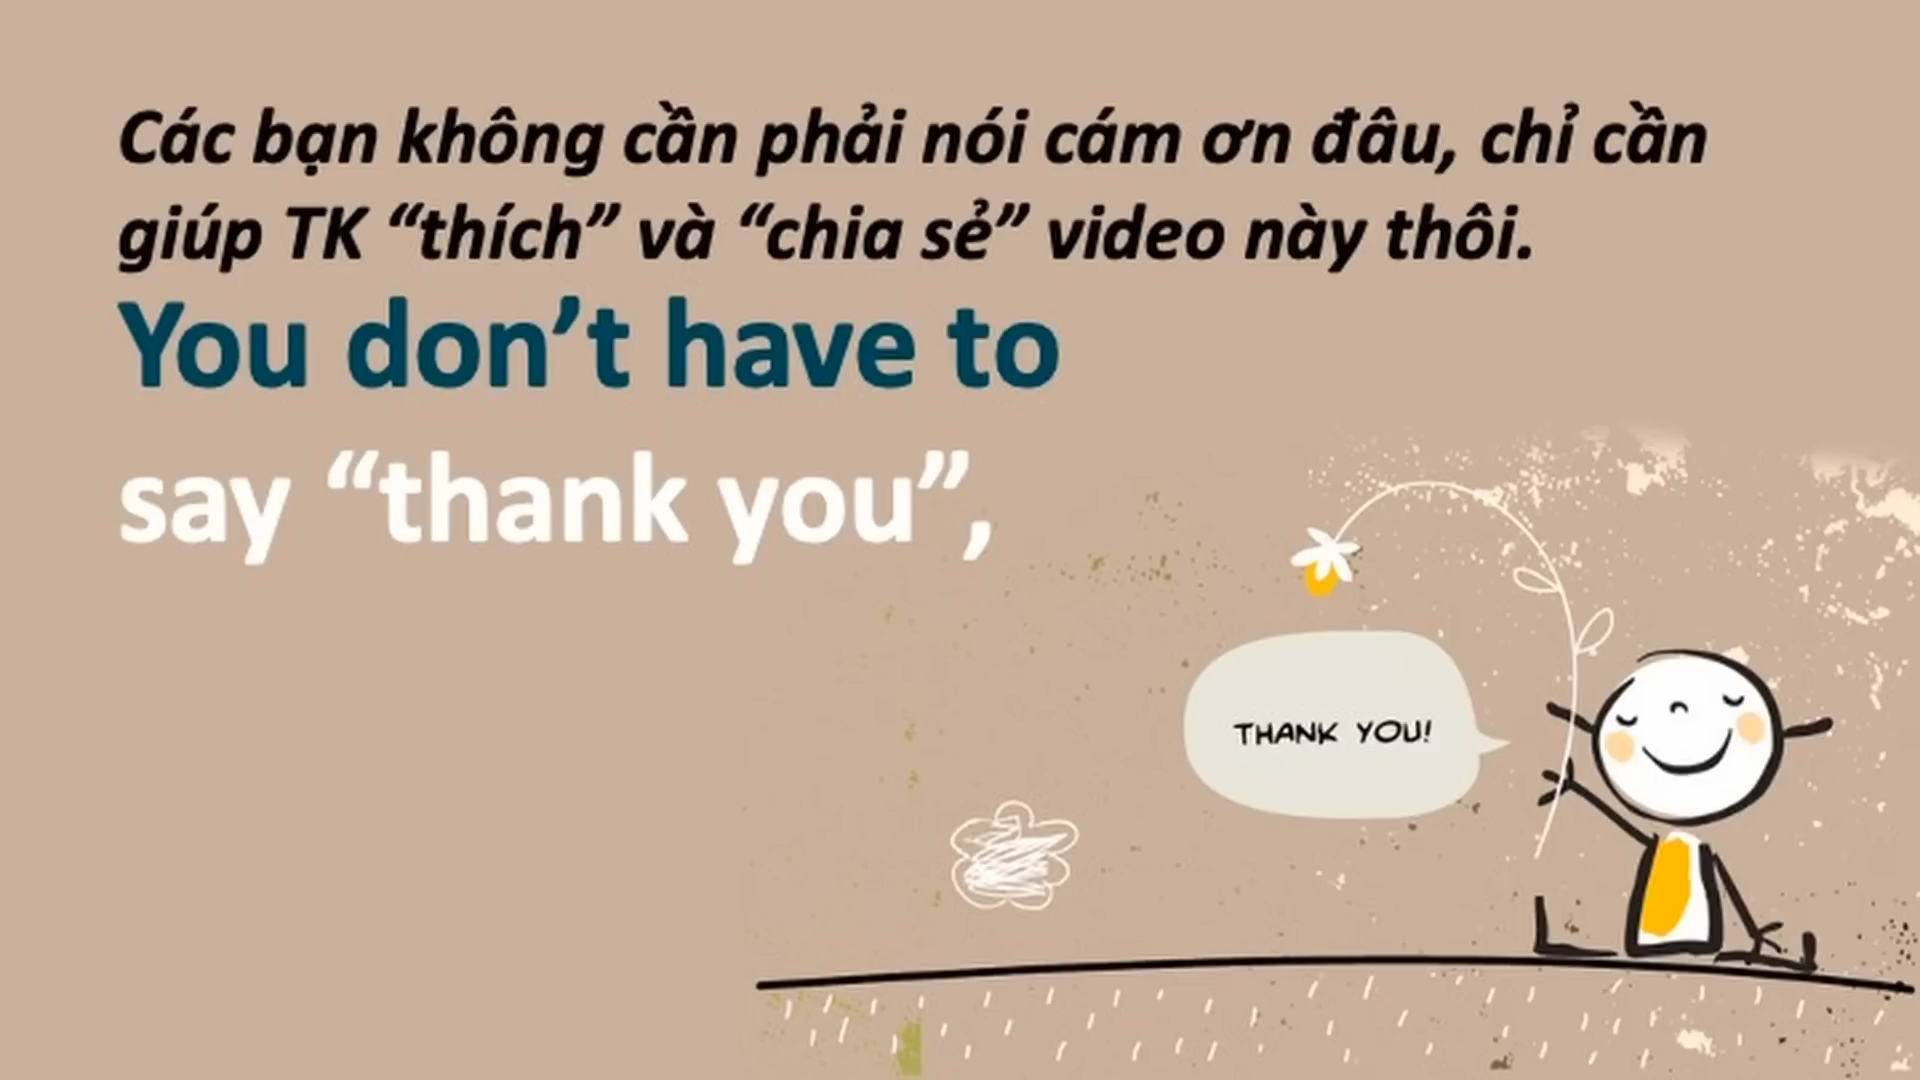 Các bạn không cần phải nói cám ơn đâu, chỉ cần
giúp TK “thích” và “chia sẻ” video này thôi.
You don’t have to
say “thank you”,
THANK YOU!